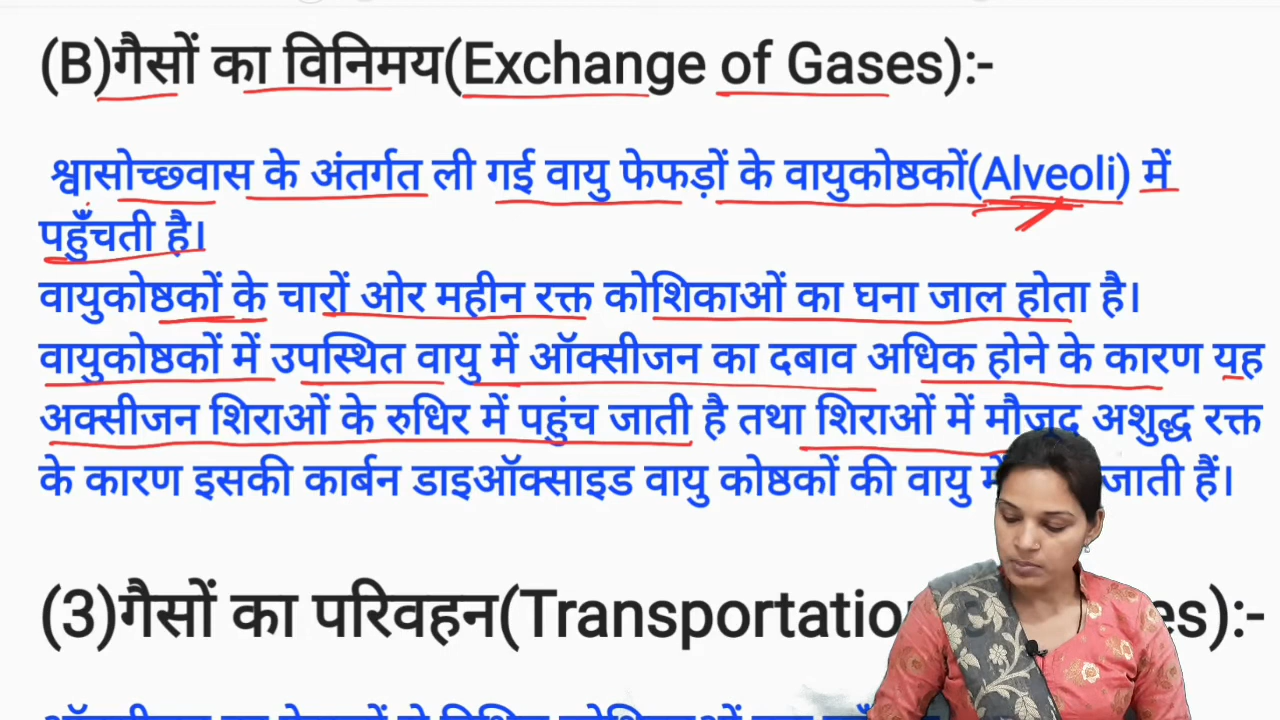 (B)गैसों का विनिमय(Exchange of Gases):-
श्वासोच्छ्वास के अंतर्गत ली गई वायु फेफड़ों के वायुकोष्ठकों(Alveoli) में
पहुँचती है।
वायुकोष्ठकों के चारों ओर महीन रक्त कोशिकाओं का घना जाल होता है।
वायुकोष्ठकों में उपस्थित वायु में ऑक्सीजन का दबाव अधिक होने के कारण यह
अक्सीजन शिराओं के रुधिर में पहुंच जाती है तथा शिराओं में मौजूद अशुद्ध रक्त
के कारण इसकी कार्बन डाइऑक्साइड वायु कोष्ठकों की वायु में जाती हैं।
(3)गैसों का परिवहन(